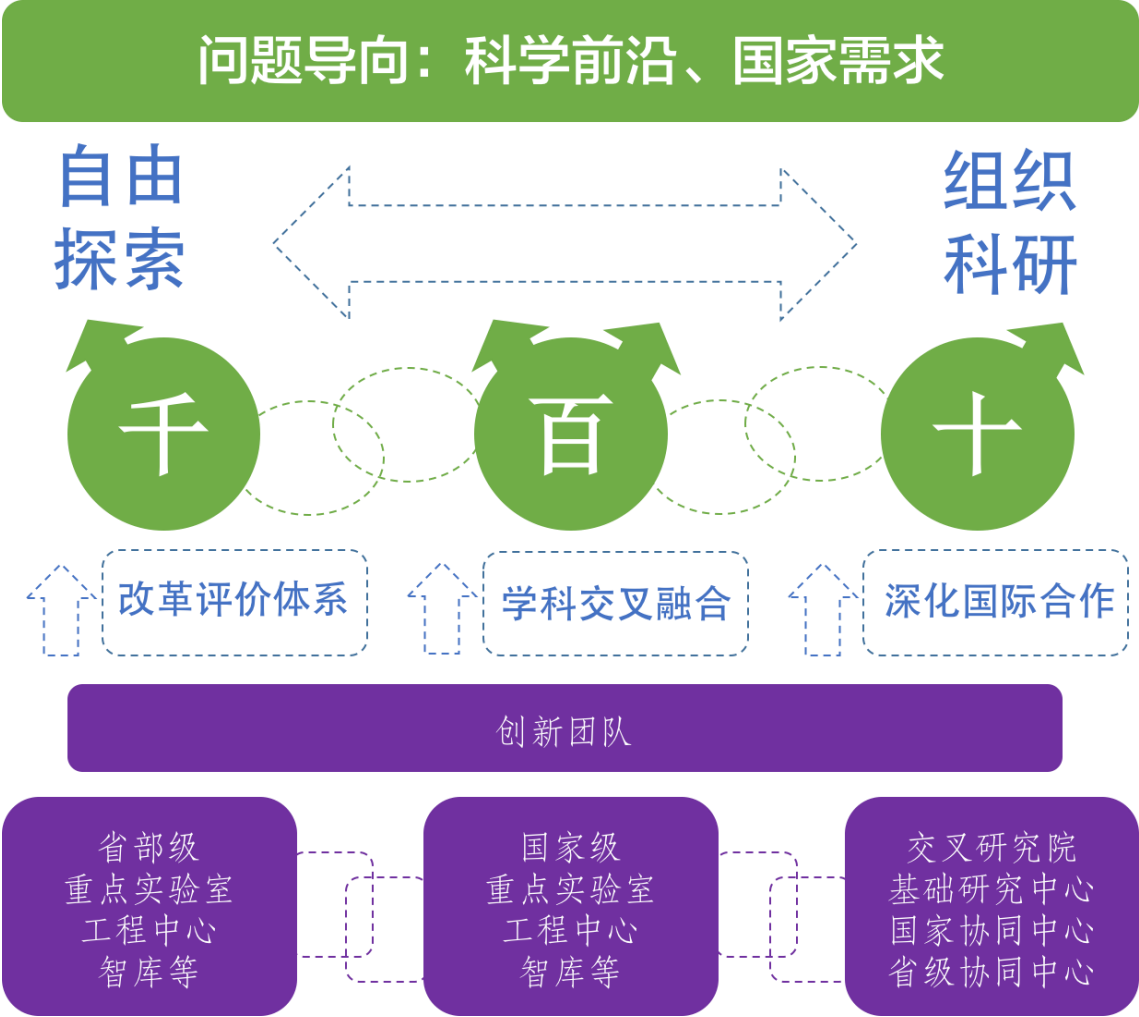 问题导向：科学前沿、国家需求
自由
探索
组织
科研
千
百
十
改革评价体系
学科交叉融合
深化国际合作
创新团队
省部级
重点实验室
工程中心
智库等
国家级
重点实验室
工程中心
智库等
交叉研究院
基础研究中心
国家协同中心
省级协同中心